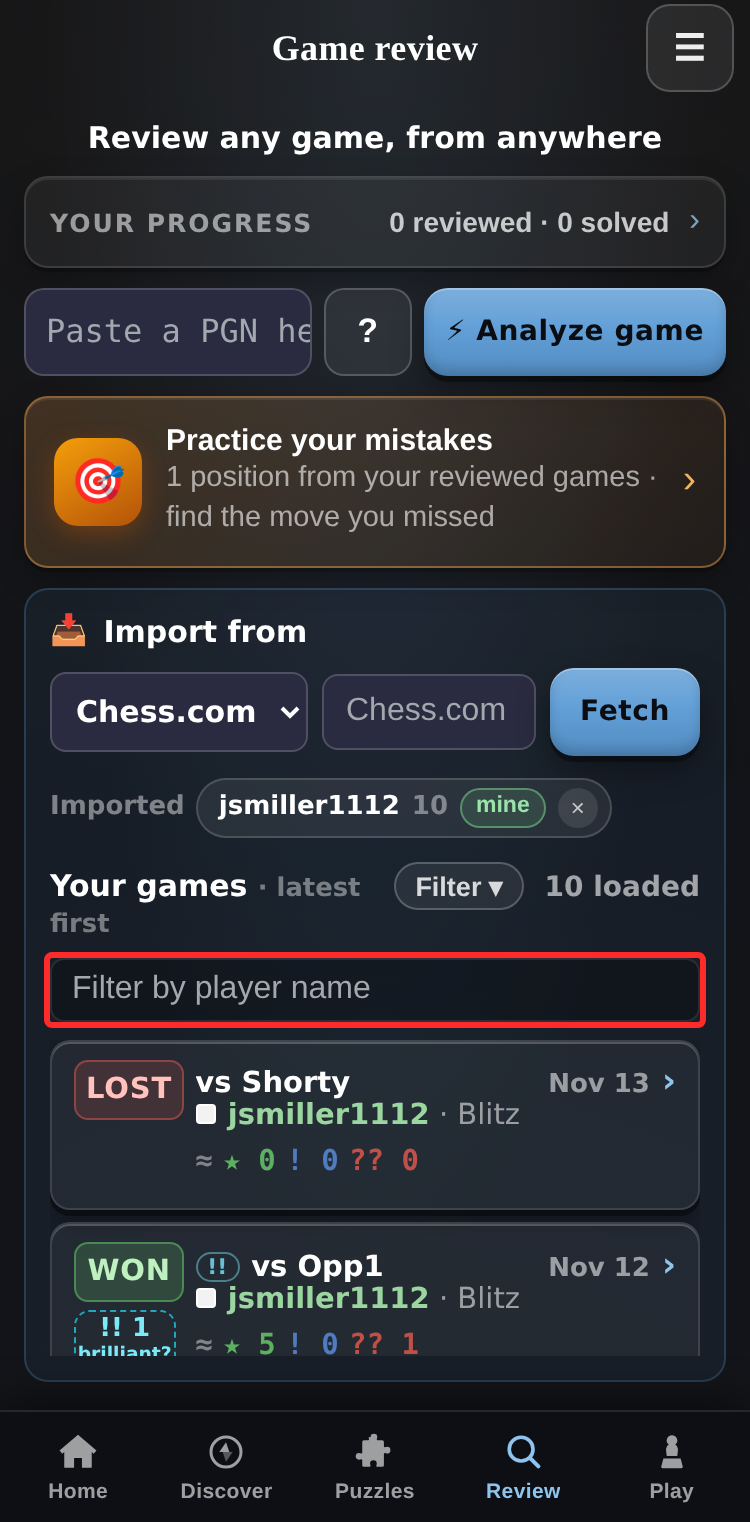 Game review
☰
Review any game, from anywhere
YOUR PROGRESS 0 reviewed · 0 solved ›
Paste a PGN he ? ⚡ Analyze game
Practice your mistakes
1 position from your reviewed games · ›
find the move you missed
📥 Import from
Chess.com Chess.com Fetch
Imported jsmiller1112 10 mine ×
Your games · latest Filter ▾ 10 loaded
first
Filter by player name
LOST vs Shorty Nov 13 ›
jsmiller1112 · Blitz
≈ ★ 0 ! 0 ?? 0
WON !! vs Opp1 Nov 12 ›
jsmiller1112 · Blitz
!! 1
≈ ★ 5 ! 0 ?? 1
brilliant?
Home Discover Puzzles Review Play